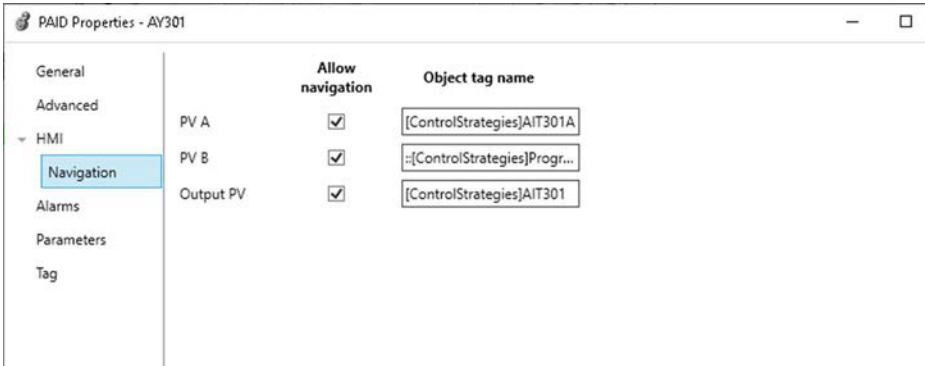 PAID Properties - AY301
General
Advanced
HMI
Navigation
Alarms
Parameters
Tag
Allow
navigation
Object tag name
PV A
[ControlStrategies]AIT301A
PV B
::[ControlStrategies]Progr...
Output PV
[ControlStrategies]AIT301